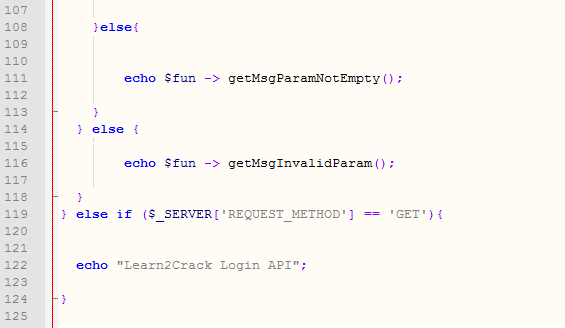 107
108 }else{
109
110
111 echo $fun -> getMsgParamNotEmpty();
112
113 }
114 } else {
115
116 echo $fun -> getMsgInvalidParam();
117
118 }
119 } else if ($_SERVER['REQUEST_METHOD'] == 'GET'){
120
121
122 echo "Learn2Crack Login API";
123
124 }
125